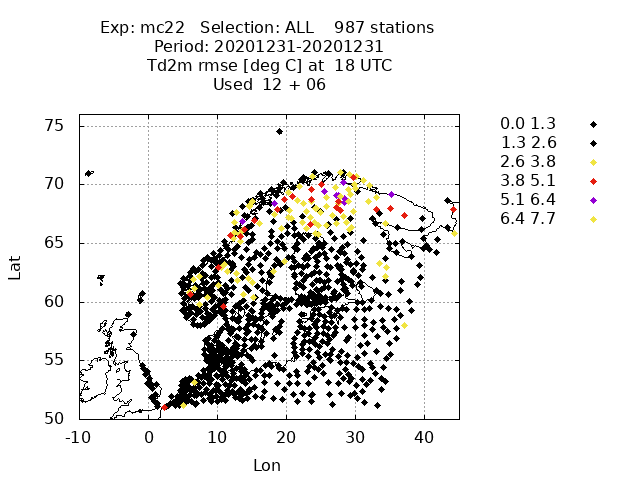 Exp: mc22 Selection: ALL 987 stations
Period: 20201231-20201231
Td2m rmse [deg C] at 18 UTC
Used 12 + 06
75
70
65
60
55
50
Lat
-10 0 10 20 30 40
Lon
0.0 1.3
1.3 2.6
2.6 3.8
3.8 5.1
5.1 6.4
6.4 7.7